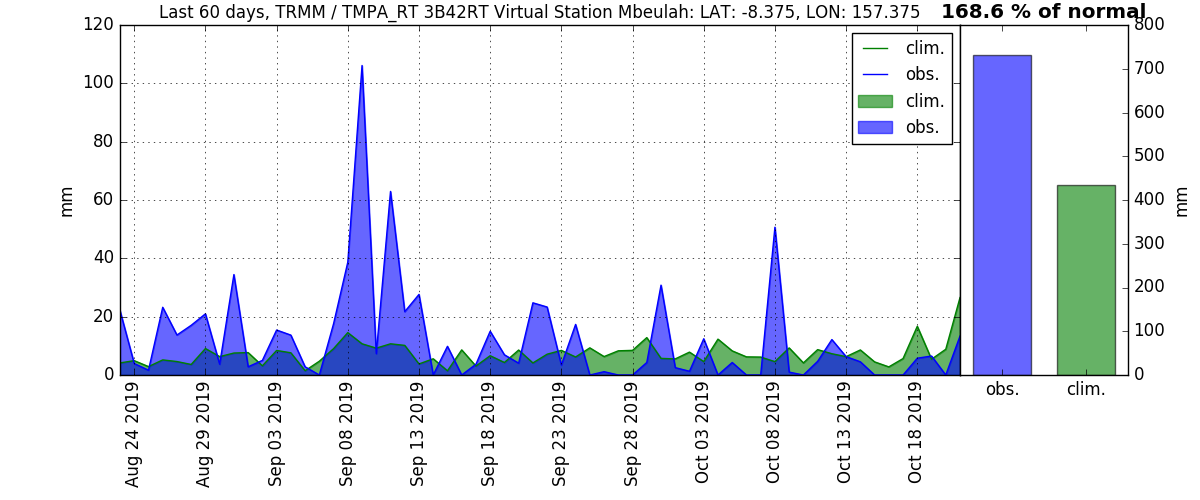 Last 60 days, TRMM / TMPA_RT 3B42RT Virtual Station Mbeulah: LAT: -8.375, LON: 157.375
168.6 % of normal
120
100
80
60
40
20
0
mm
clim.
obs.
clim.
obs.
Aug 24 2019
Aug 29 2019
Sep 03 2019
Sep 08 2019
Sep 13 2019
Sep 18 2019
Sep 23 2019
Sep 28 2019
Oct 03 2019
Oct 08 2019
Oct 13 2019
Oct 18 2019
800
700
600
500
400
300
200
100
0
mm
obs.
clim.